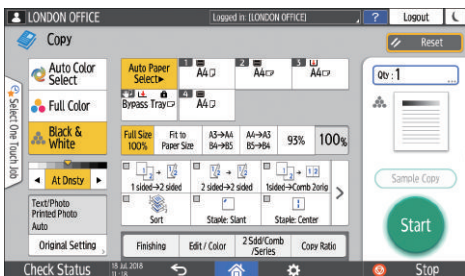 LONDON OFFICE
Logged in: [LONDON OFFICE]
?
Logout
Copy
Reset
Select One Touch Job
Auto Color
Select
Full Color
Black &
White
At Dnsty
Text/Photo
Printed Photo
Auto
Original Setting
Auto Paper
Select►
1
A4
2
A4
3
A4
Bypass Tray
4
A4
Full Size
100%
Fit to
Paper Size
A3→A4
B4→B5
A4→A3
B5→B4
93%
100%
1 sided→2 sided
2 sided→2 sided
1sided→Comb 2orig
>
Sort
Staple: Slant
Staple: Center
Finishing
Edit / Color
2 Sdd/Comb
/Series
Copy Ratio
Qty : 1
...
Sample Copy
Start
Check Status
18 Jul. 2018
11:58
Stop